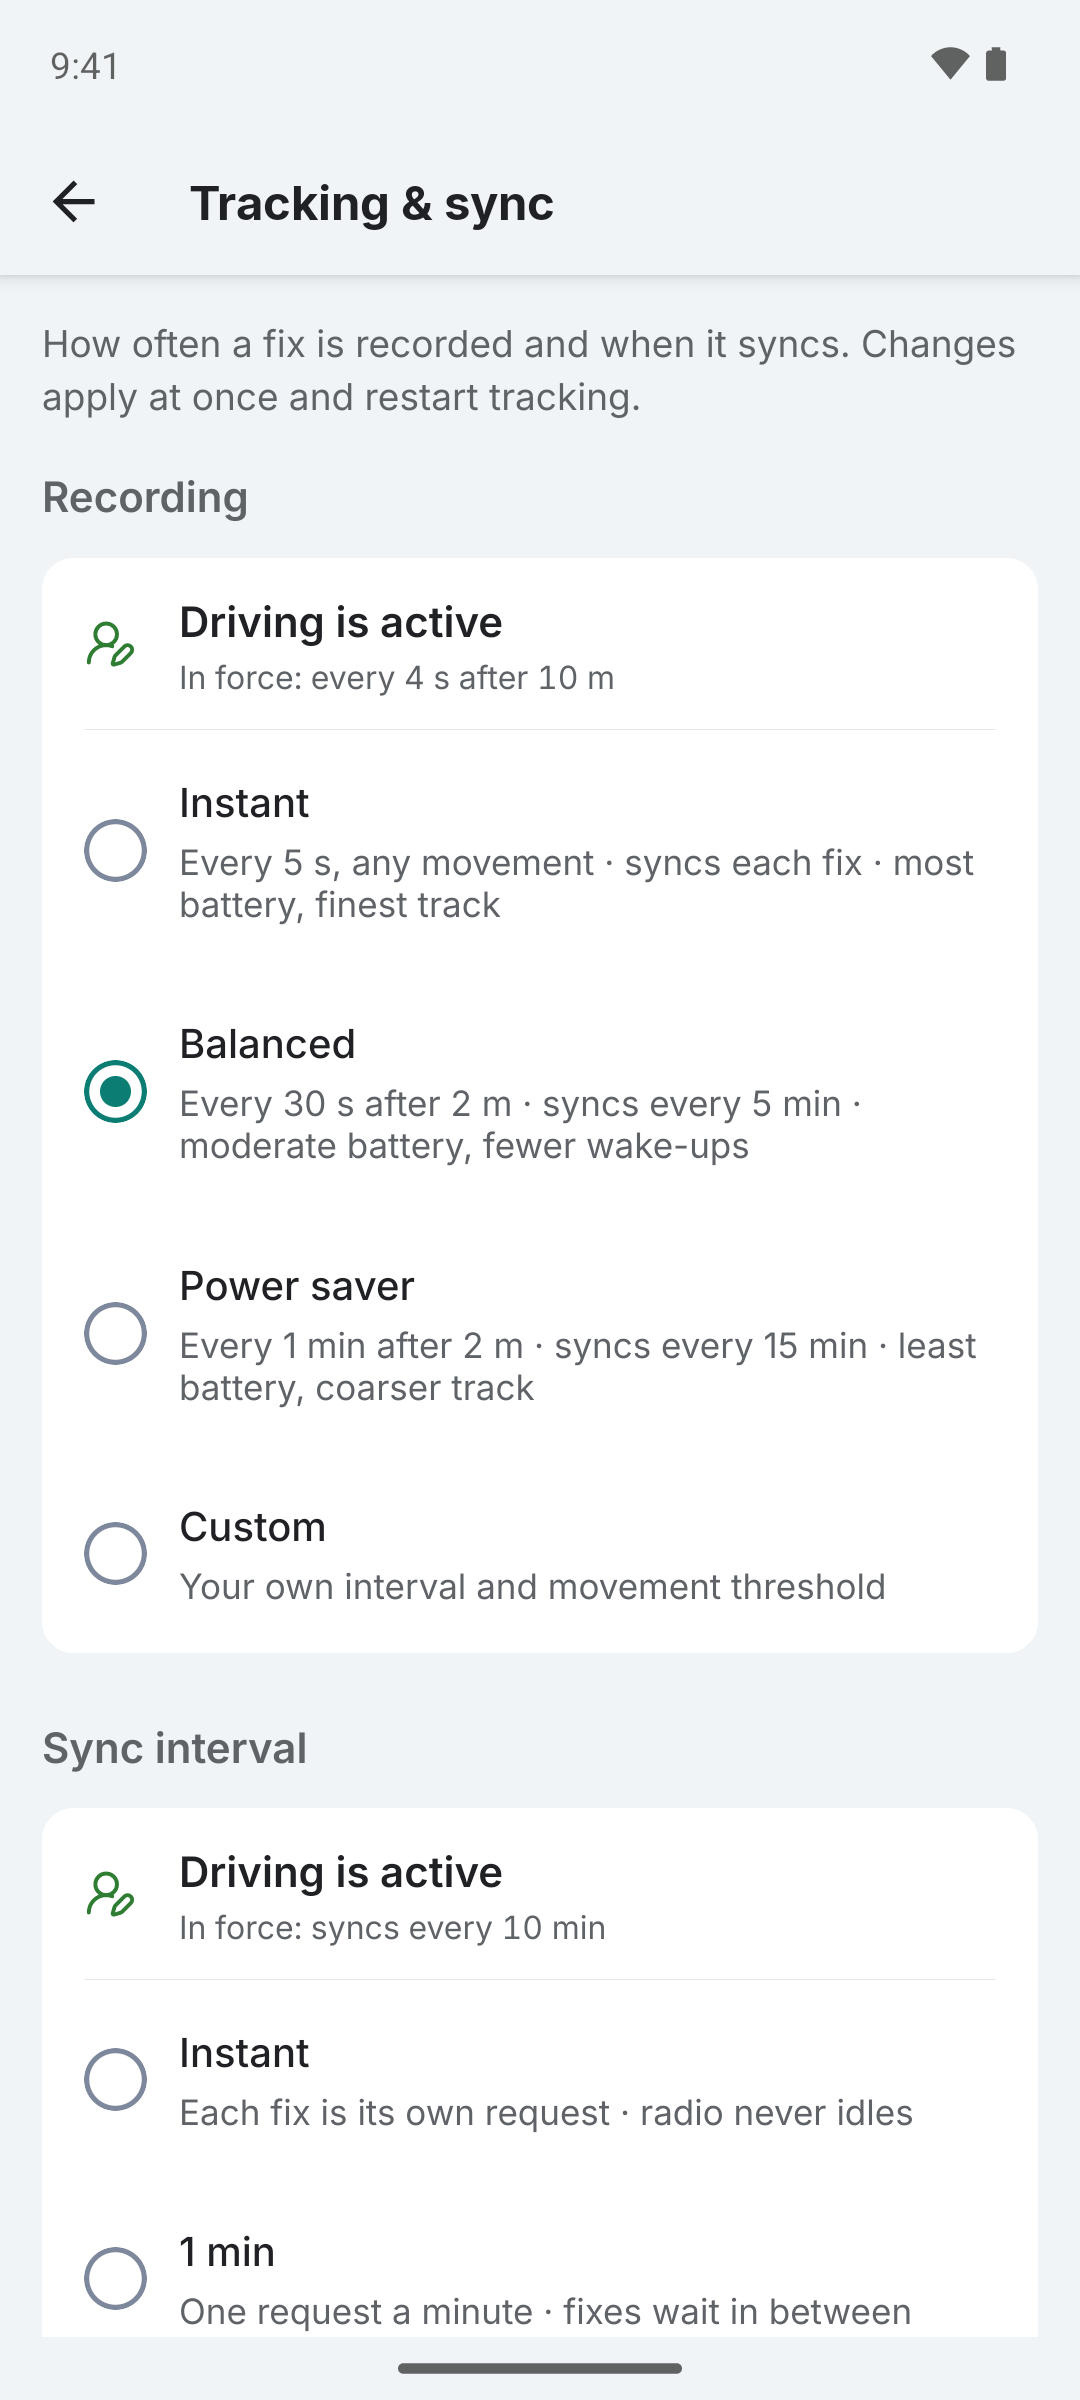 9:41
Tracking & sync
How often a fix is recorded and when it syncs. Changes
apply at once and restart tracking.
Recording
Driving is active
In force: every 4 s after 10 m
Instant
Every 5 s, any movement · syncs each fix · most
battery, finest track
Balanced
Every 30 s after 2 m · syncs every 5 min ·
moderate battery, fewer wake-ups
Power saver
Every 1 min after 2 m · syncs every 15 min · least
battery, coarser track
Custom
Your own interval and movement threshold
Sync interval
Driving is active
In force: syncs every 10 min
Instant
Each fix is its own request · radio never idles
1 min
One request a minute · fixes wait in between